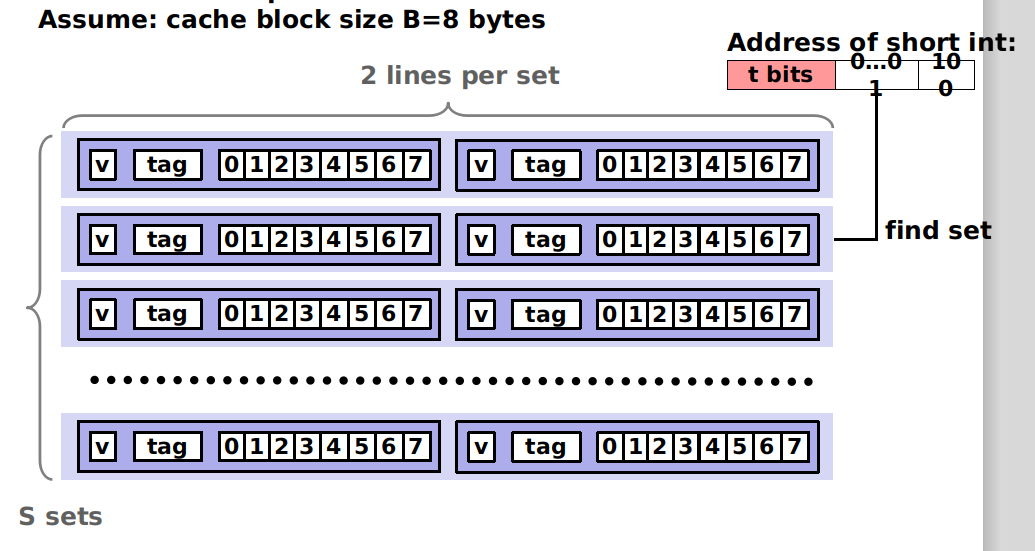 Assume: cache block size B=8 bytes
Address of short int:
t bits 0...0 10
1 0
2 lines per set
v tag 0 1 2 3 4 5 6 7 v tag 0 1 2 3 4 5 6 7
v tag 0 1 2 3 4 5 6 7 v tag 0 1 2 3 4 5 6 7
find set
v tag 0 1 2 3 4 5 6 7 v tag 0 1 2 3 4 5 6 7
v tag 0 1 2 3 4 5 6 7 v tag 0 1 2 3 4 5 6 7
S sets